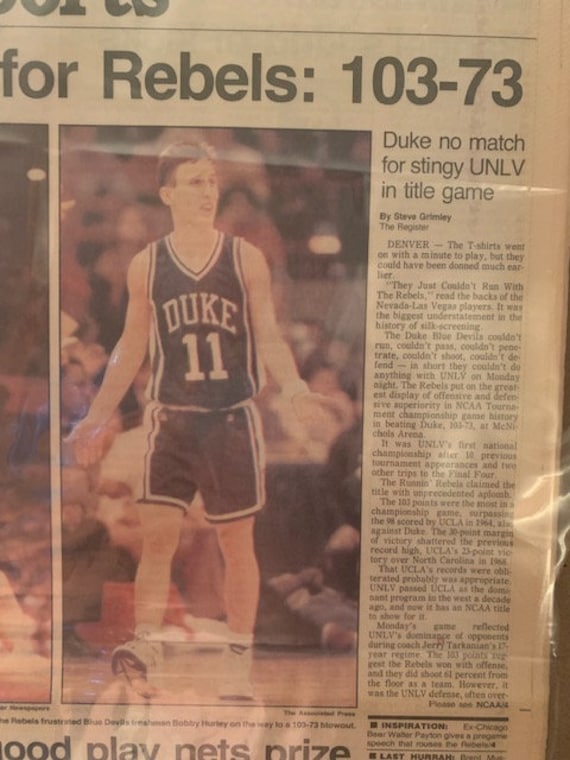 for Rebels: 103-73
DUKE
11
Duke no match
for stingy UNLV
in title game
By Steve Grimley
The Register
DENVER — The T-shirts went
on with a minute to play, but they
could have been donned much ear-
lier.
"They Just Couldn't Run With
The Rebels," read the backs of the
Nevada-Las Vegas players. It was
the biggest understatement in the
history of silk-screening.
The Duke Blue Devils couldn't
run, couldn't pass, couldn't pene-
trate, couldn't shoot, couldn't de-
fend — in short they couldn't do
anything with UNLV on Monday
night. The Rebels put on the great-
est display of offensive and defen-
sive superiority in NCAA Tourna-
ment championship game history
in beating Duke, 103-73, at McNi-
chols Arena.
It was UNLV's first national
championship after 10 previous
tournament appearances and two
other trips to the Final Four.
The Runnin' Rebels claimed the
title with unprecedented aplomb.
The 103 points were the most in a
championship game, surpassing
the 98 scored by UCLA in 1964, also
against Duke. The 30-point margin
of victory shattered the previous
record high, UCLA's 23-point vic-
tory over North Carolina in 1968.
That UCLA's records were obli-
terated probably was appropriate.
UNLV passed UCLA as the domi-
nant program in the west a decade
ago, and now it has an NCAA title
to show for it.
Monday's game reflected
UNLV's dominance of opponents
during coach Jerry Tarkanian's 17-
year regime. The 103 points sug-
gest the Rebels won with offense,
and they did shoot 61 percent from
the floor as a team. However, it
was the UNLV defense, often over-
Please see NCAA/4
Newspapers
The Associated Press
he Rebels frustrated Blue Devils freshman Bobby Hurley on the way to a 103-73 blowout.
good play nets prize
■ INSPIRATION: Ex-Chicago
Bear Walter Payton gives a pregame
speech that rouses the Rebels/4
■ LAST HURRAH: Brent